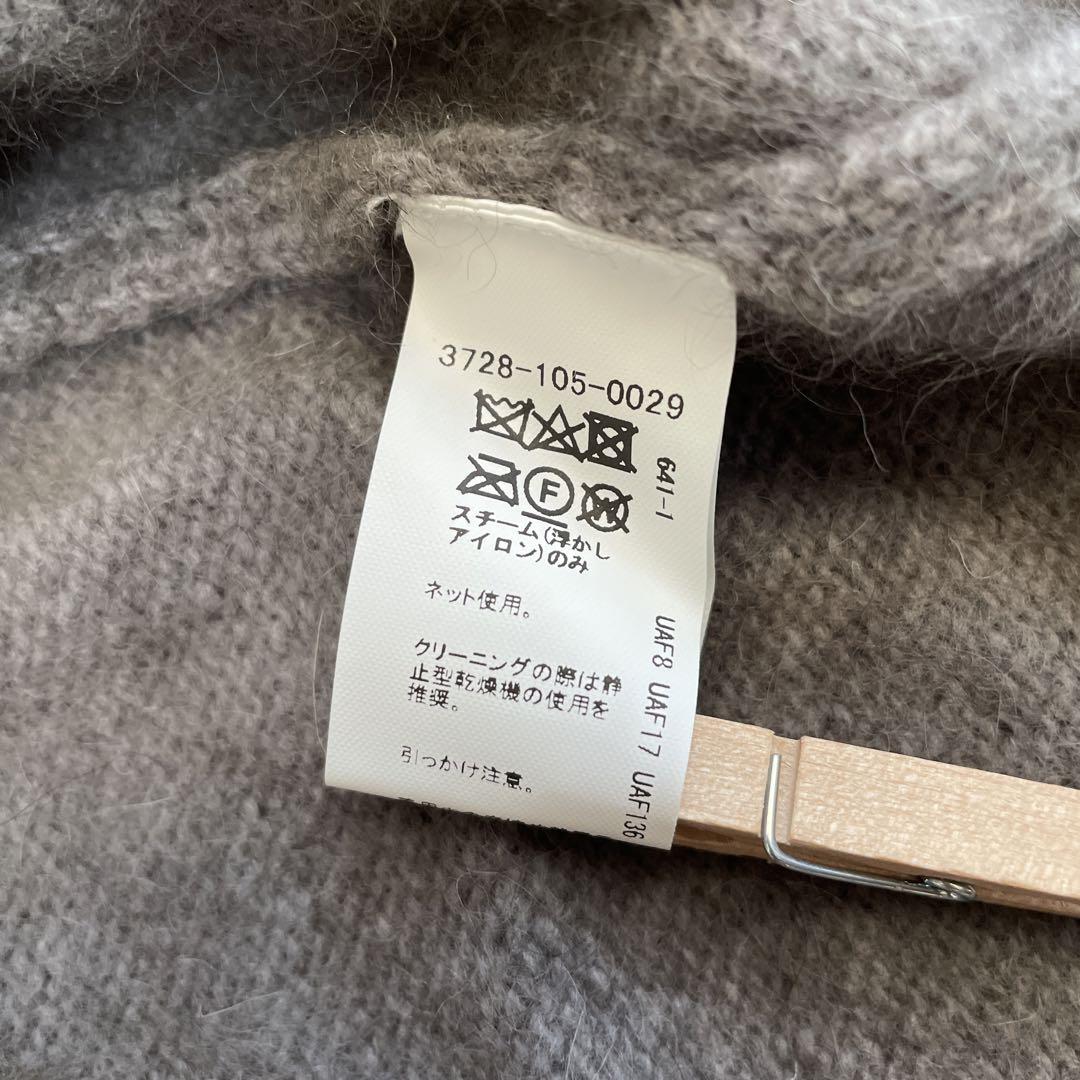 3728-105-0029
F
W
スチーム(浮かし
アイロン)のみ
ネット使用。
クリーニングの際は静
止型乾燥機の使用を
推奨。
引っかけ注意。
641-1
UAF8 UAF17 UAF136